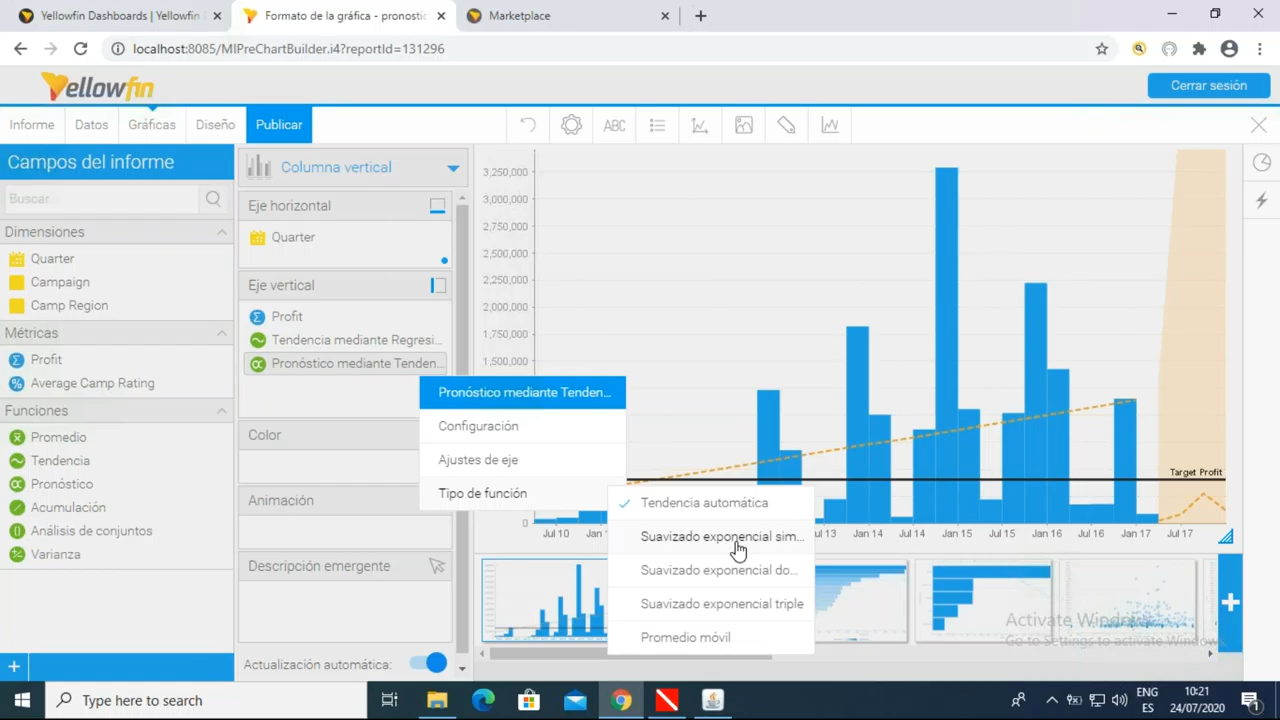 Yellowfin Dashboards | Yellowfin
Formato de la gráfica - pronostic
Marketplace
localhost:8085/MIPreChartBuilder.i4?reportId=131296
Yellowfin
Cerrar sesión
Informe
Datos
Gráficas
Diseño
Publicar
ABC
Campos del informe
Buscar...
Dimensiones
Quarter
Campaign
Camp Region
Métricas
Profit
Average Camp Rating
Funciones
Promedio
Tendencia
Pronóstico
Acumulación
Análisis de conjuntos
Varianza
Columna vertical
Eje horizontal
Quarter
Eje vertical
Profit
Tendencia mediante Regresi...
Pronóstico mediante Tenden...
Color
Animación
Descripción emergente
Actualización automática:
Pronóstico mediante Tenden...
Configuración
Ajustes de eje
Tipo de función
Tendencia automática
Suavizado exponencial sim...
Suavizado exponencial do...
Suavizado exponencial triple
Promedio móvil
3,250,000
3,000,000
2,750,000
2,500,000
2,250,000
2,000,000
1,750,000
1,500,000
0
Target Profit
Jul 10
Jan 1
Jul 13
Jan 14
Jul 14
Jan 15
Jul 15
Jan 16
Jul 16
Jan 17
Jul 17
Activate Windows
Go to Settings to activate Windows.
Type here to search
ENG
ES
10:21
24/07/2020
1